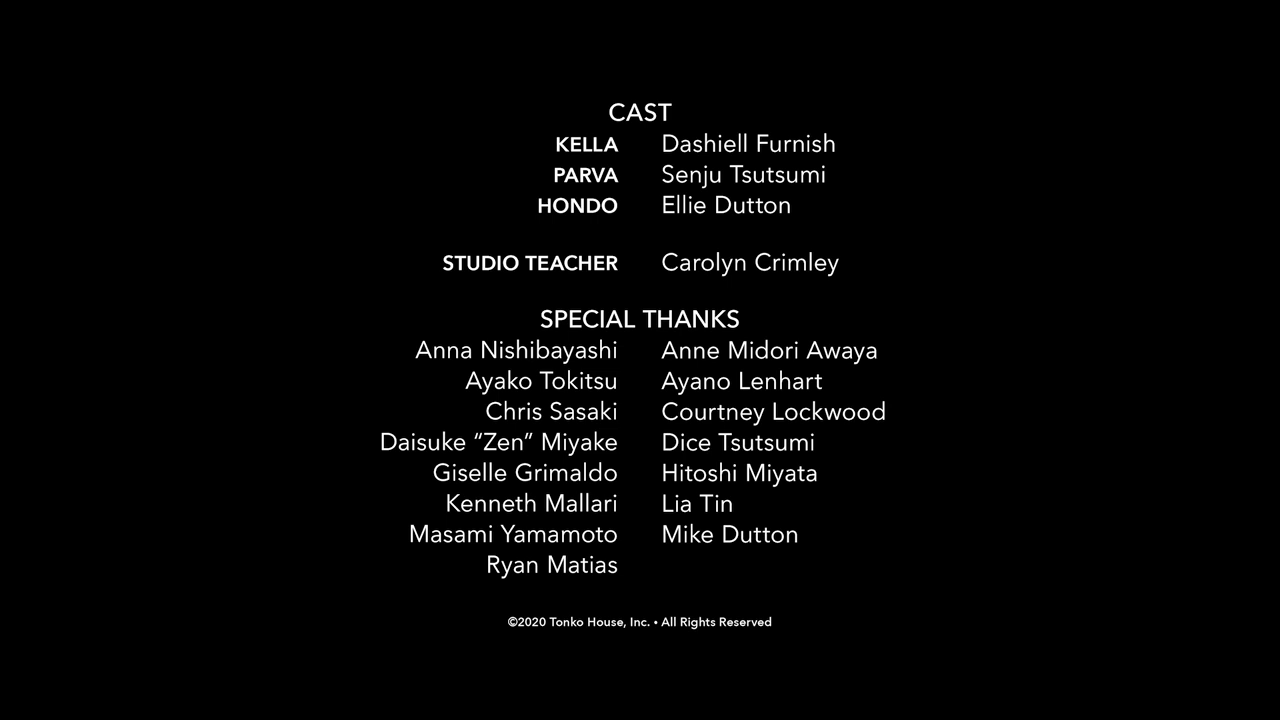 CAST
KELLA Dashiell Furnish
PARVA Senju Tsutsumi
HONDO Ellie Dutton
STUDIO TEACHER Carolyn Crimley
SPECIAL THANKS
Anna Nishibayashi Anne Midori Awaya
Ayako Tokitsu Ayano Lenhart
Chris Sasaki Courtney Lockwood
Daisuke “Zen” Miyake Dice Tsutsumi
Giselle Grimaldo Hitoshi Miyata
Kenneth Mallari Lia Tin
Masami Yamamoto Mike Dutton
Ryan Matias
©2020 Tonko House, Inc. • All Rights Reserved